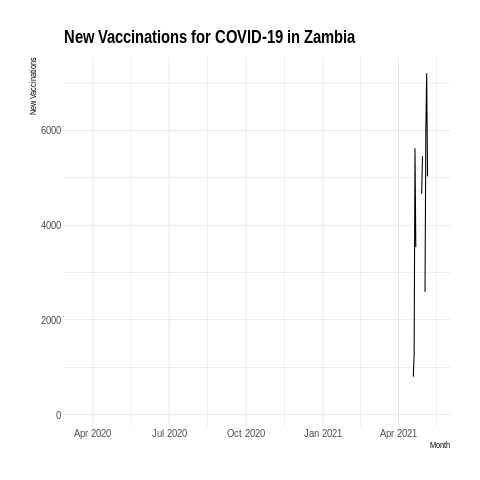 New Vaccinations for COVID-19 in Zambia
New Vaccinations
6000
4000
2000
0
Apr 2020 Jul 2020 Oct 2020 Jan 2021 Apr 2021
Month